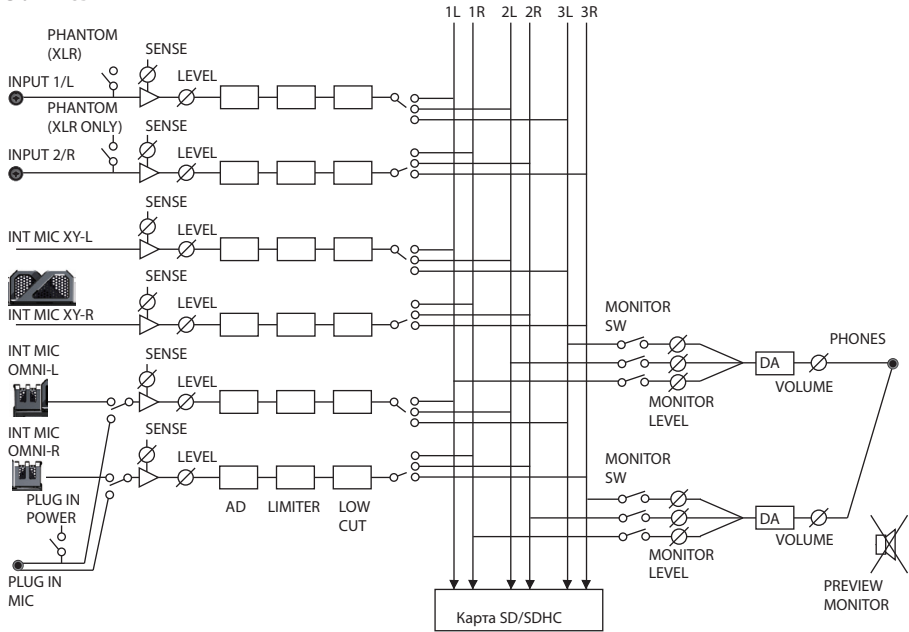 1L 1R 2L 2R 3L 3R
PHANTOM
(XLR)
SENSE
LEVEL
INPUT 1/L
PHANTOM
(XLR ONLY)
SENSE
LEVEL
INPUT 2/R
SENSE
LEVEL
INT MIC XY-L
SENSE
LEVEL
INT MIC XY-R
INT MIC
OMNI-L
SENSE
LEVEL
INT MIC
OMNI-R
SENSE
LEVEL
PLUG IN
POWER
AD
LIMITER
LOW
CUT
PLUG IN
MIC
MONITOR
SW
MONITOR
LEVEL
DA
VOLUME
PHONES
MONITOR
SW
MONITOR
LEVEL
DA
VOLUME
PREVIEW
MONITOR
Карта SD/SDHC